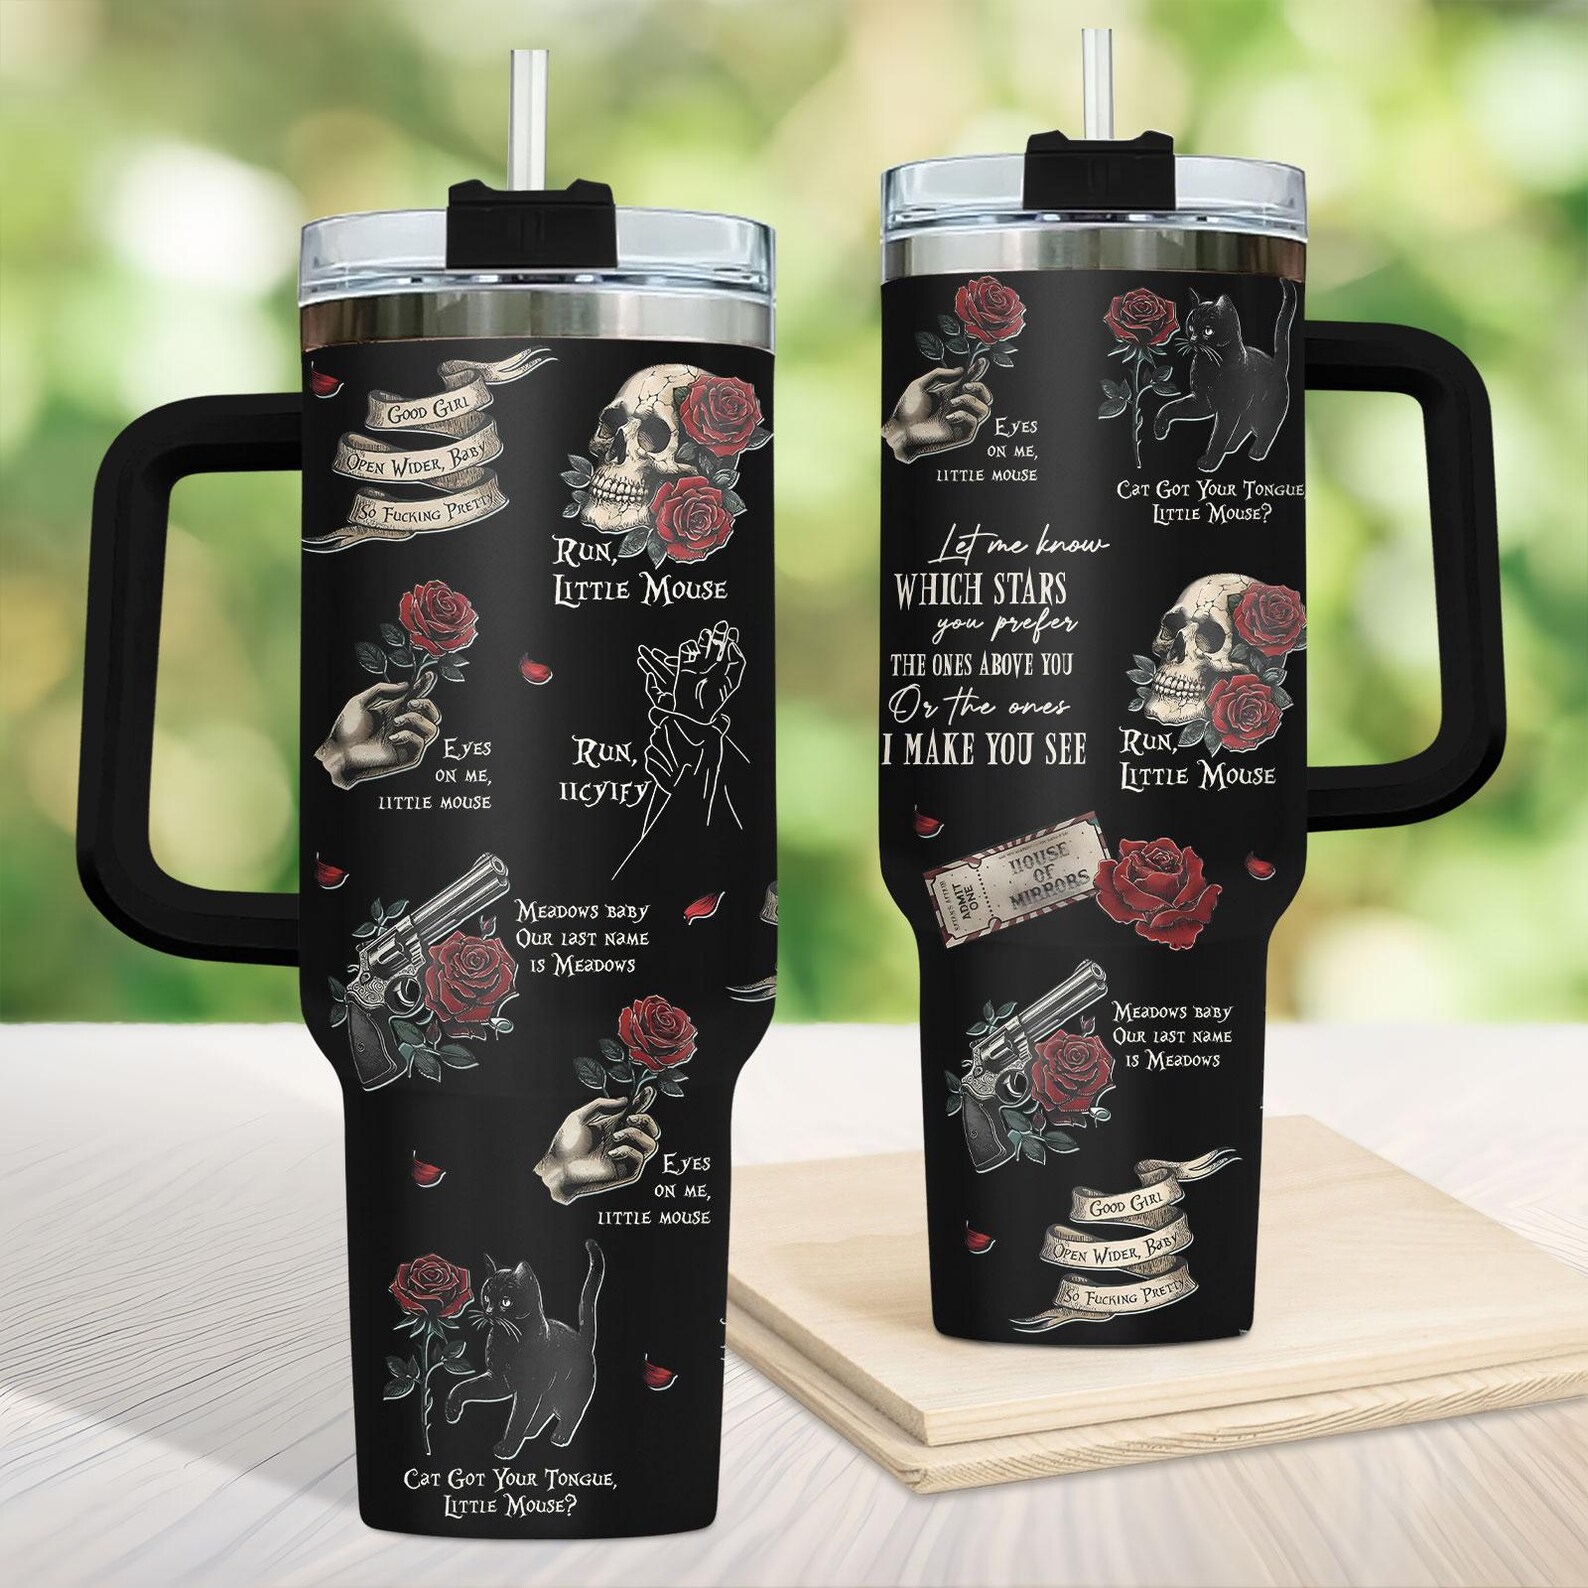 GOOD GIRL
OPEN WIDER, BABY
SO FUCKING PRETTY
RUN,
LITTLE MOUSE
EYES
ON ME,
LITTLE MOUSE
RUN,
MEADOWS BABY
OUR LAST NAME
IS MEADOWS
EYES
ON ME,
LITTLE MOUSE
CAT GOT YOUR TONGUE,
LITTLE MOUSE?
EYES
ON ME,
LITTLE MOUSE
CAT GOT YOUR TONGUE
LITTLE MOUSE?
Let me know
WHICH STARS
you prefer
THE ONES ABOVE YOU
Or the ones
I MAKE YOU SEE
RUN,
LITTLE MOUSE
ADMIT
ONE
HOUSE
OF
MIRRORS
MEADOWS BABY
OUR LAST NAME
IS MEADOWS
GOOD GIRL
OPEN WIDER, BABY
SO FUCKING PRETTY